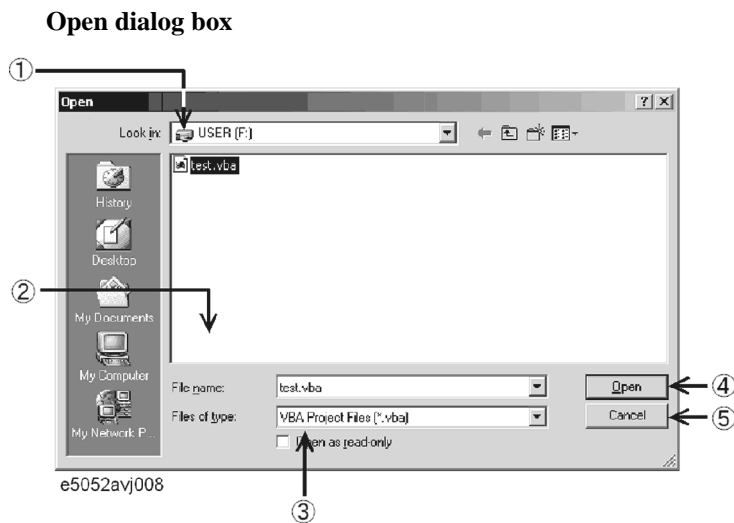 Open dialog box
①
Open
Look in:
USER (F:)
test.vba
History
Desktop
②
My Documents
My Computer
My Network P...
File name:
test.vba
Open
④
Files of type:
VBA Project Files (*.vba)
Cancel
⑤
Open as read-only
e5052avj008
③